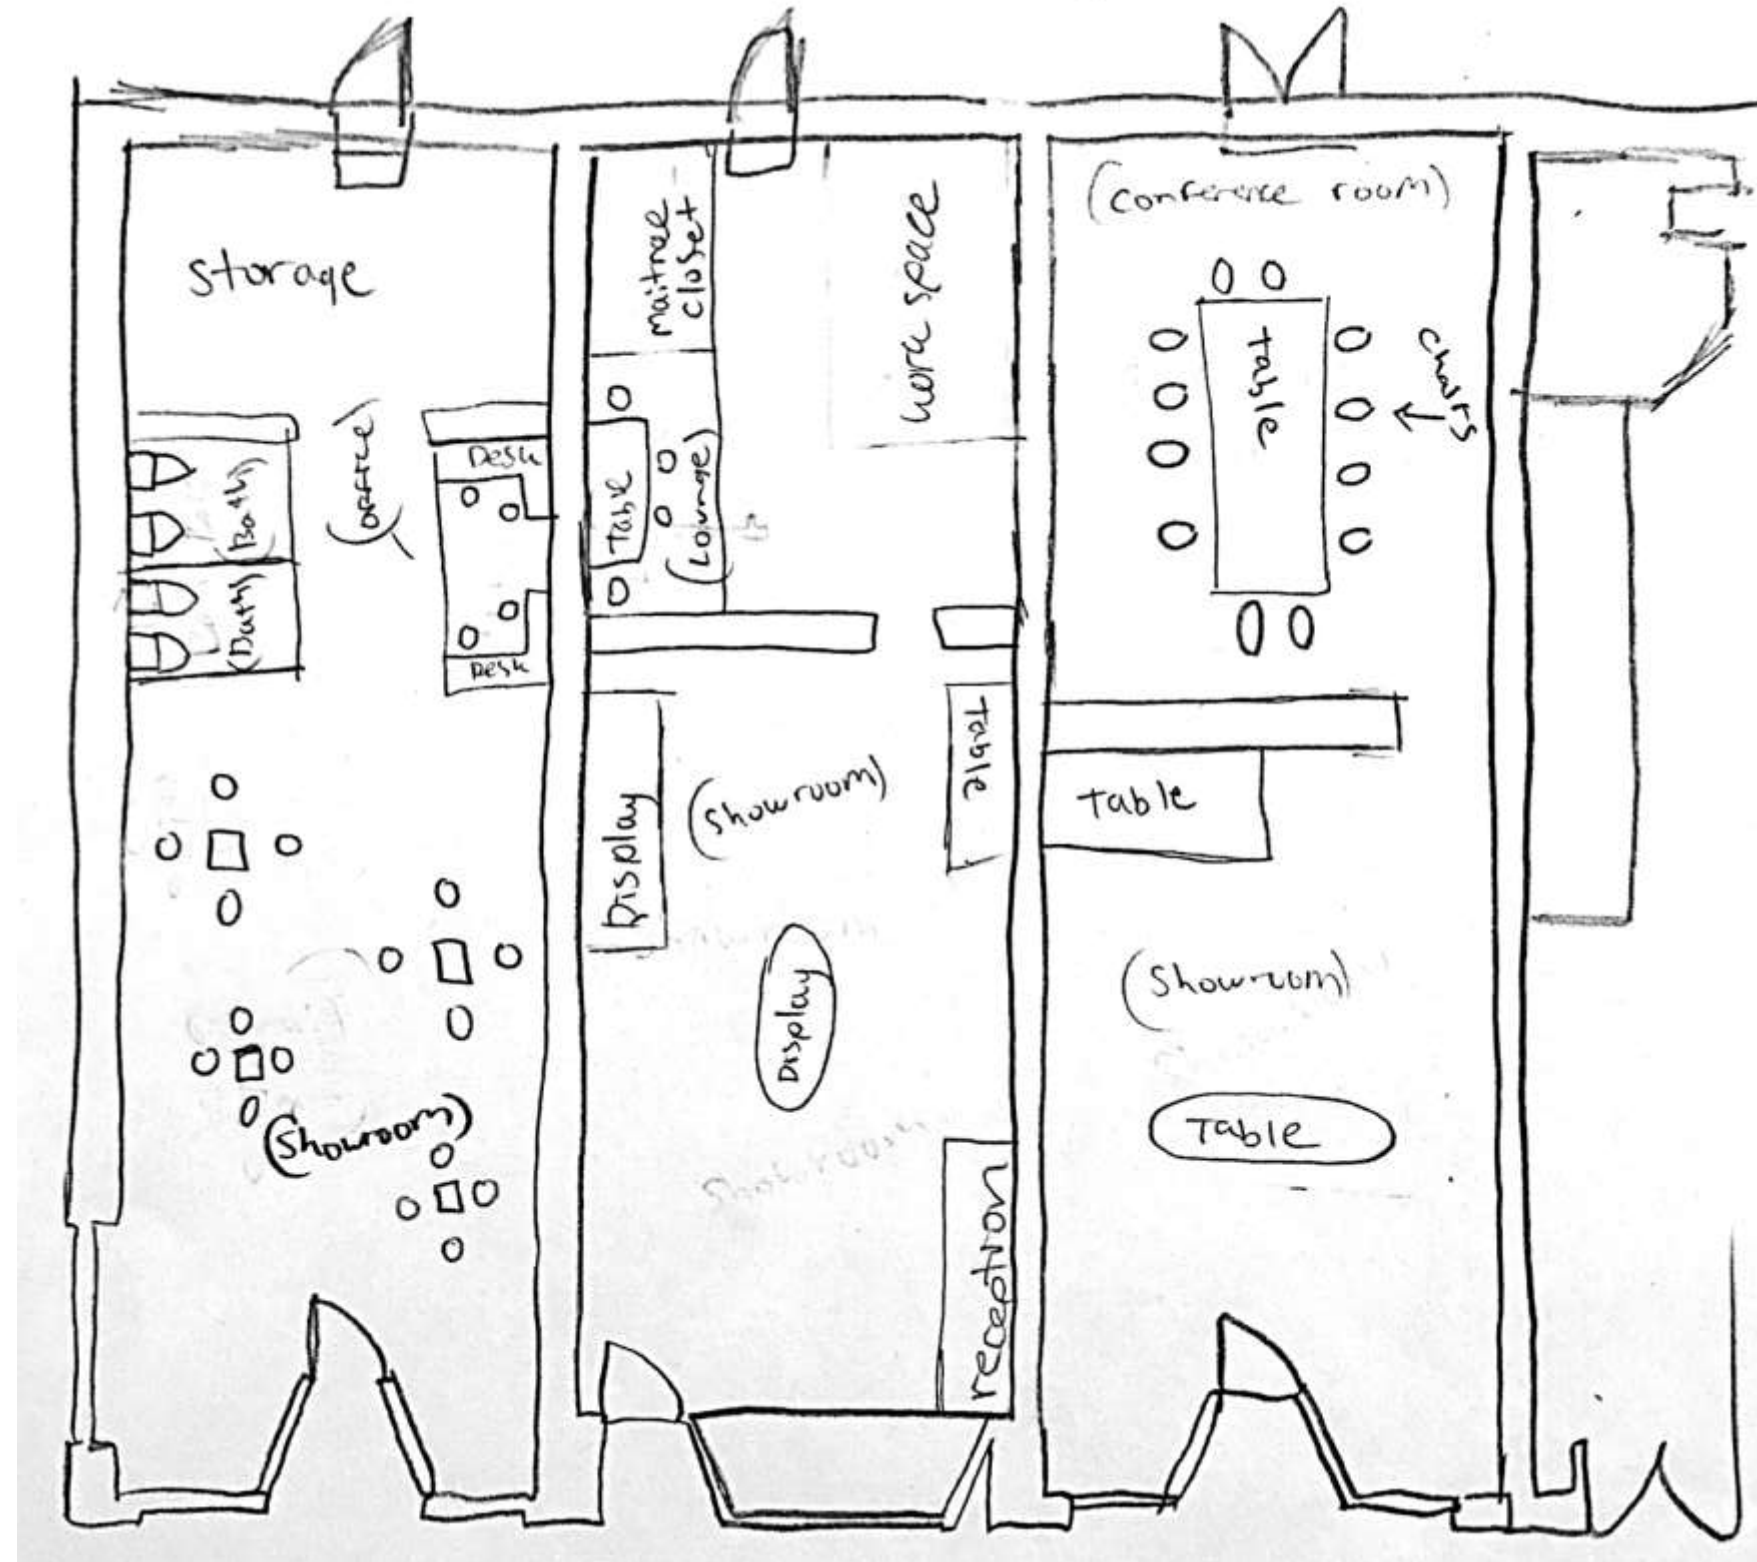 storage
(office)
Desk
(Bath)
(Bath)
Desk
(showroom)
closet
Table
(Lounge)
work space
Display
(showroom)
Table
Display
reception
(conference room)
Table
chairs
Table
(showroom)
Table